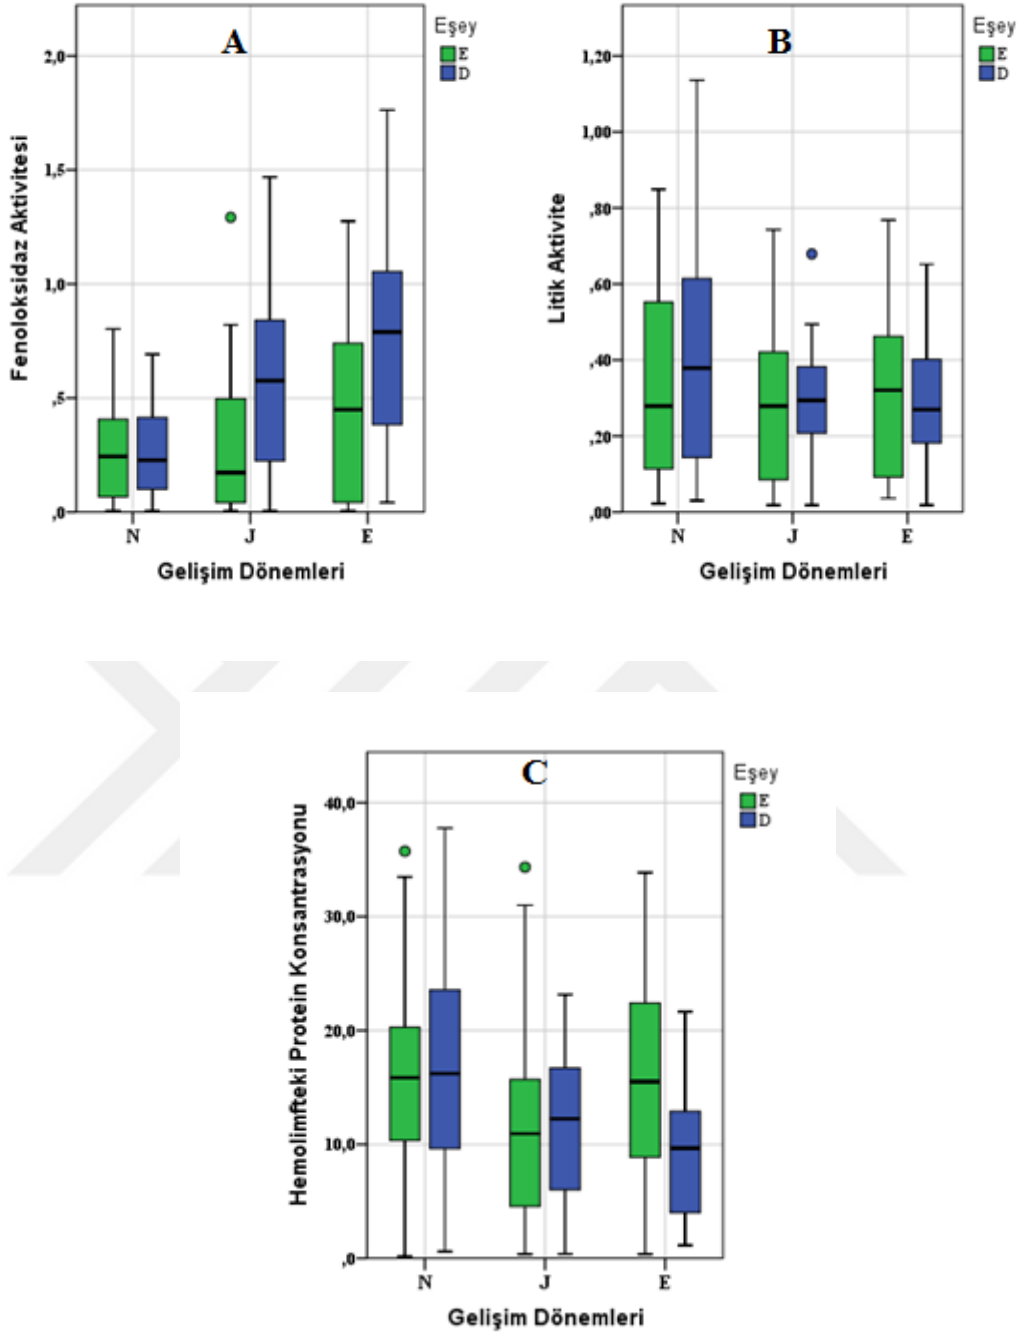 A
Eşey
E
D
Fenoloksidaz Aktivitesi
2,0
1,5
1,0
,5
,0
N J E
Gelişim Dönemleri
B
Eşey
E
D
Litik Aktivite
1,20
1,00
,80
,60
,40
,20
,00
N J E
Gelişim Dönemleri
C
Eşey
E
D
Hemolimfteki Protein Konsantrasyonu
40,0
30,0
20,0
10,0
,0
N J E
Gelişim Dönemleri